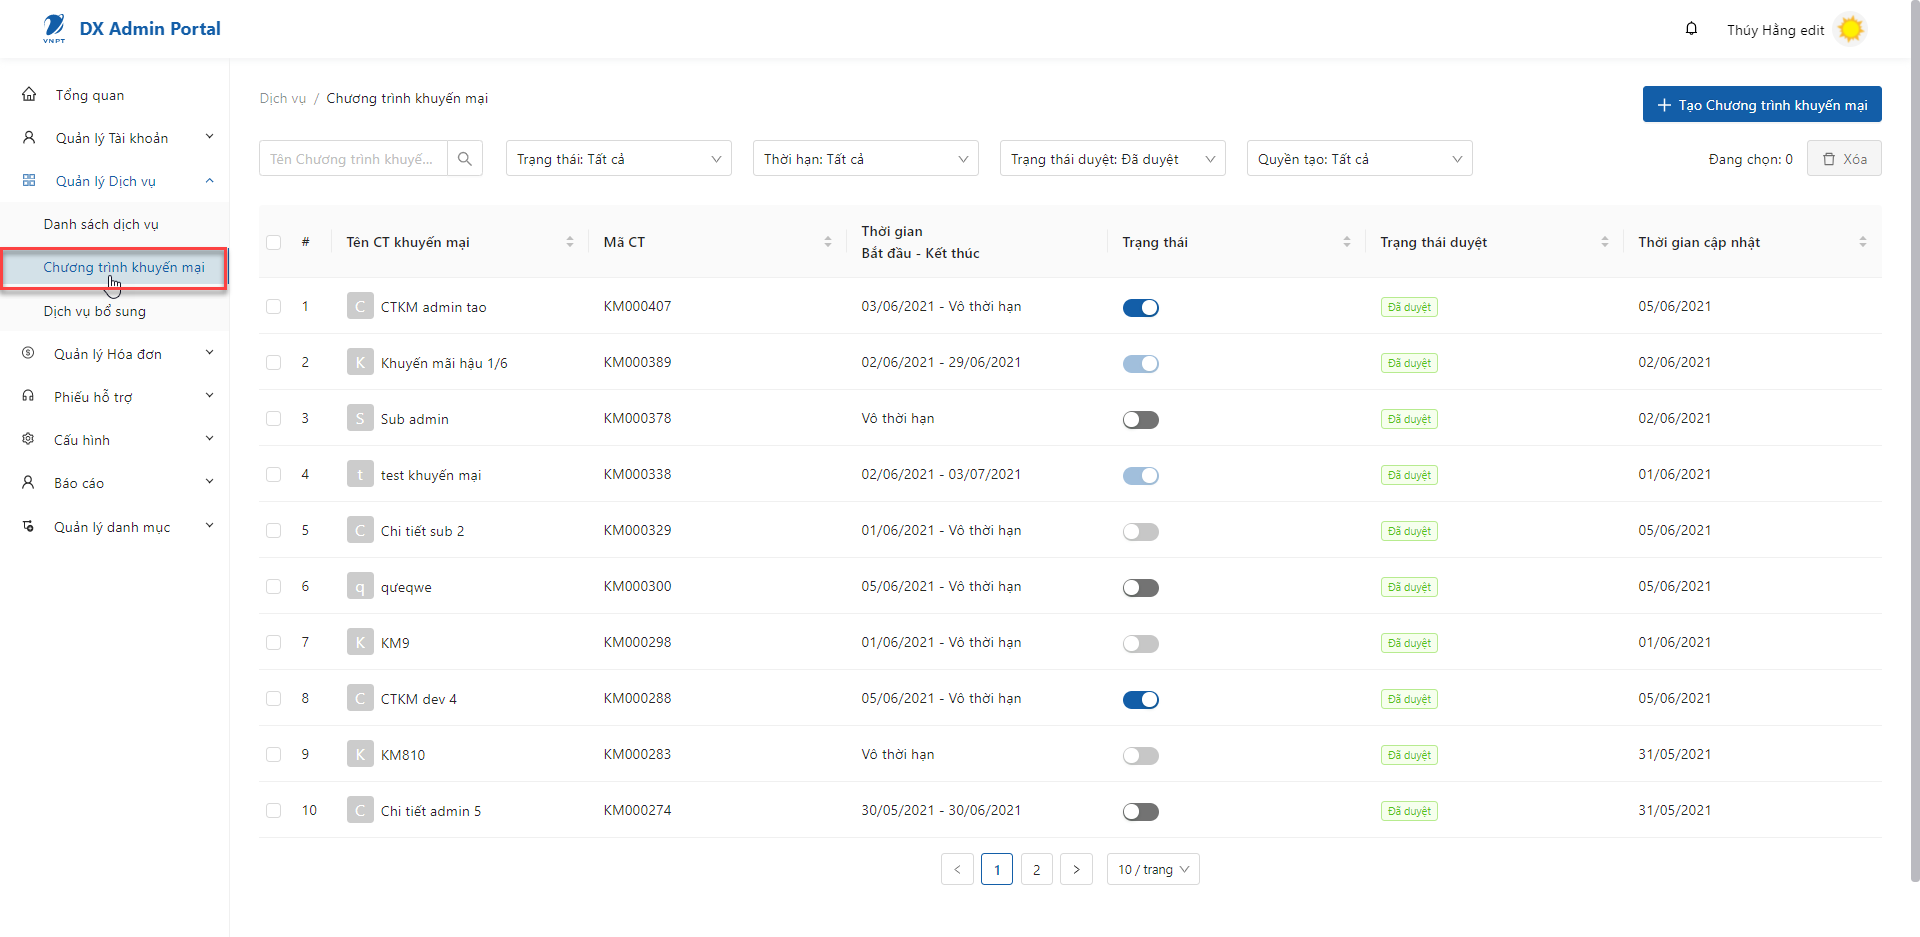 VNPT
DX Admin Portal
Thúy Hằng edit
Tổng quan
Quản lý Tài khoản
Quản lý Dịch vụ
Danh sách dịch vụ
Chương trình khuyến mại
Dịch vụ bổ sung
Quản lý Hóa đơn
Phiếu hỗ trợ
Cấu hình
Báo cáo
Quản lý danh mục
Dịch vụ / Chương trình khuyến mại
+ Tạo Chương trình khuyến mại
Tên Chương trình khuyế...
Trạng thái: Tất cả
Thời hạn: Tất cả
Trạng thái duyệt: Đã duyệt
Quyền tạo: Tất cả
Đang chọn: 0
Xóa
# Tên CT khuyến mại Mã CT Thời gian Bắt đầu - Kết thúc Trạng thái Trạng thái duyệt Thời gian cập nhật
1 C CTKM admin tao KM000407 03/06/2021 - Vô thời hạn Đã duyệt 05/06/2021
2 K Khuyến mãi hậu 1/6 KM000389 02/06/2021 - 29/06/2021 Đã duyệt 02/06/2021
3 S Sub admin KM000378 Vô thời hạn Đã duyệt 02/06/2021
4 t test khuyến mại KM000338 02/06/2021 - 03/07/2021 Đã duyệt 01/06/2021
5 C Chi tiết sub 2 KM000329 01/06/2021 - Vô thời hạn Đã duyệt 05/06/2021
6 q qưeqwe KM000300 05/06/2021 - Vô thời hạn Đã duyệt 05/06/2021
7 K KM9 KM000298 01/06/2021 - Vô thời hạn Đã duyệt 01/06/2021
8 C CTKM dev 4 KM000288 05/06/2021 - Vô thời hạn Đã duyệt 05/06/2021
9 K KM810 KM000283 Vô thời hạn Đã duyệt 31/05/2021
10 C Chi tiết admin 5 KM000274 30/05/2021 - 30/06/2021 Đã duyệt 31/05/2021
< 1 2 > 10 / trang